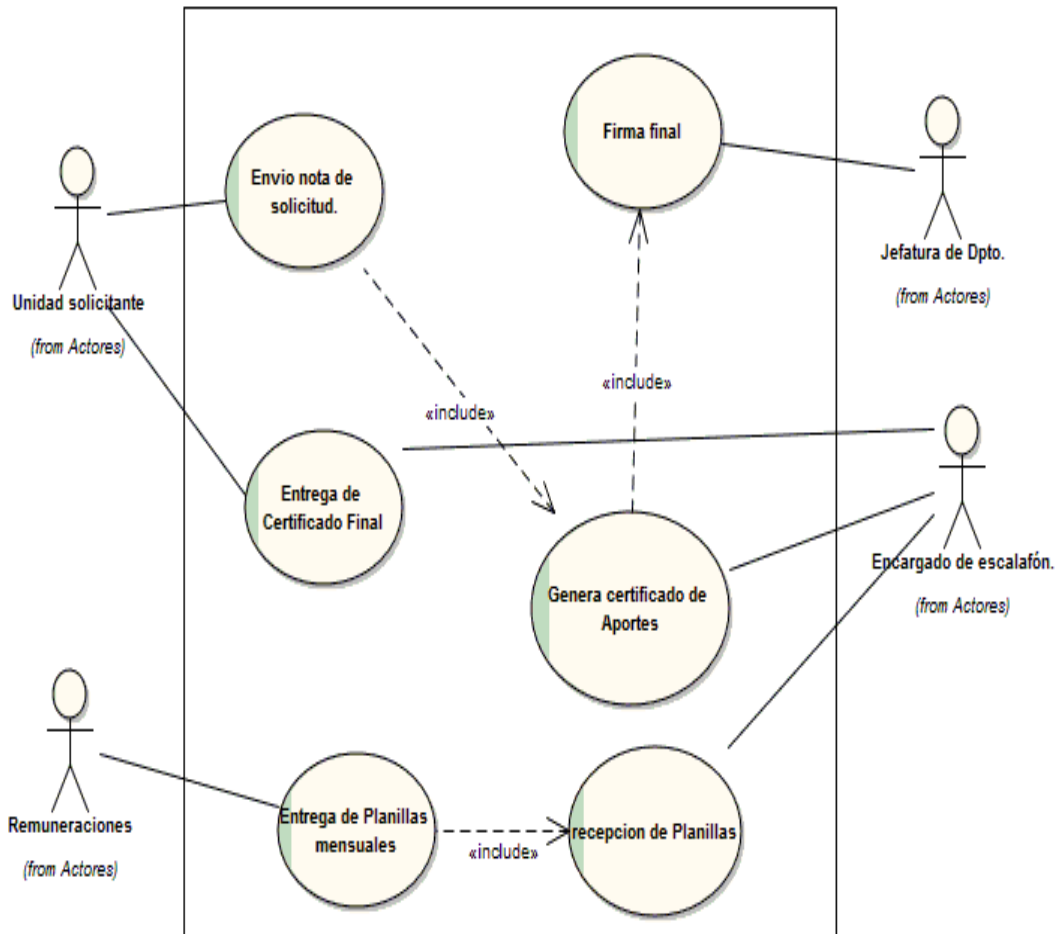 Firma final
Envio nota de
solicitud.
Jefatura de Dpto.
(from Actores)
Unidad solicitante
(from Actores)
«include»
«include»
Entrega de
Certificado Final
Encargado de escalafón.
(from Actores)
Genera certificado de
Aportes
Remuneraciones
(from Actores)
Entrega de Planillas
mensuales
«include»
recepcion de Planillas